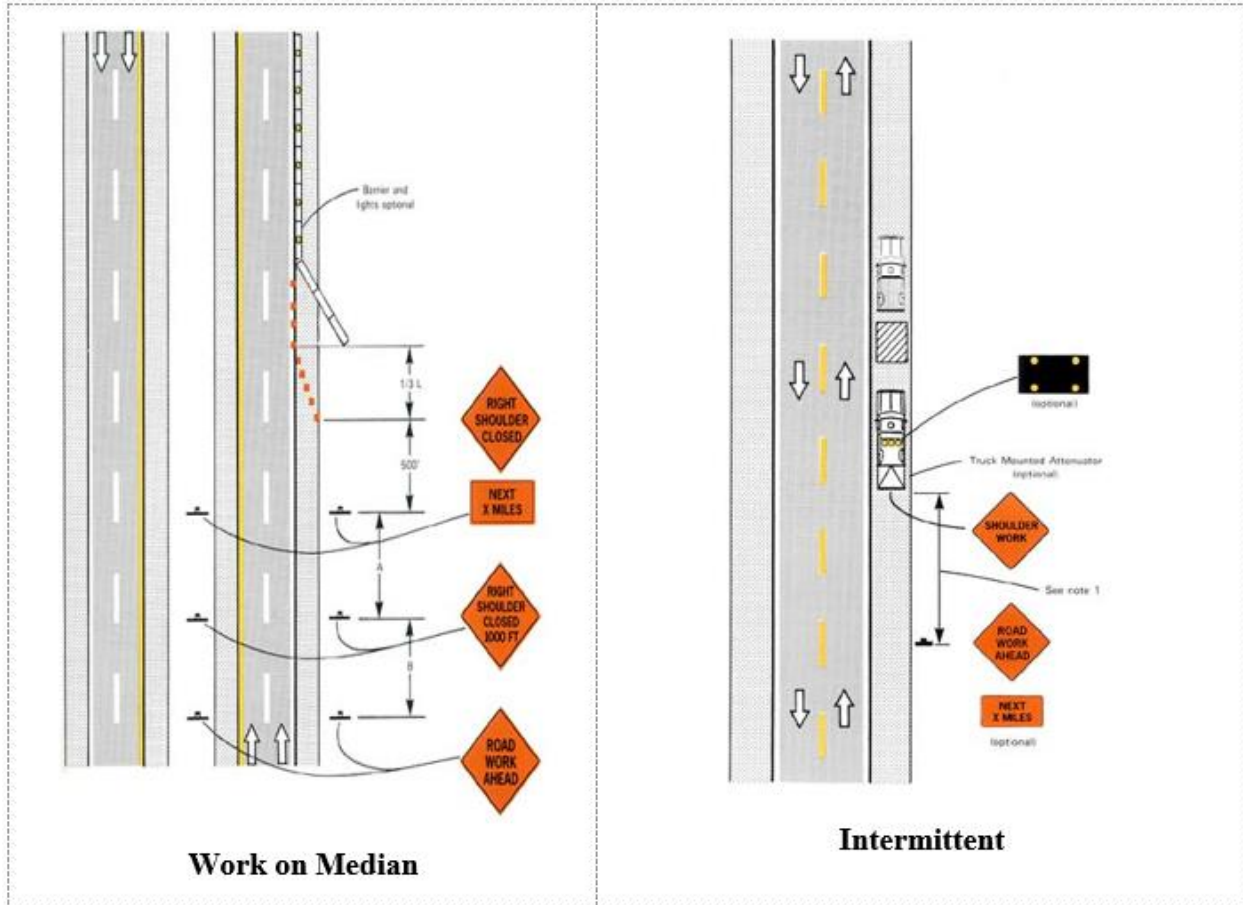 Barrier and
lights optional
1/3 L
RIGHT
SHOULDER
CLOSED
500'
NEXT
X MILES
A
RIGHT
SHOULDER
CLOSED
1000 FT
B
ROAD
WORK
AHEAD
Work on Median
(optional)
Truck Mounted Attenuator
(optional)
SHOULDER
WORK
See note 1
ROAD
WORK
AHEAD
NEXT
X MILES
(optional)
Intermittent